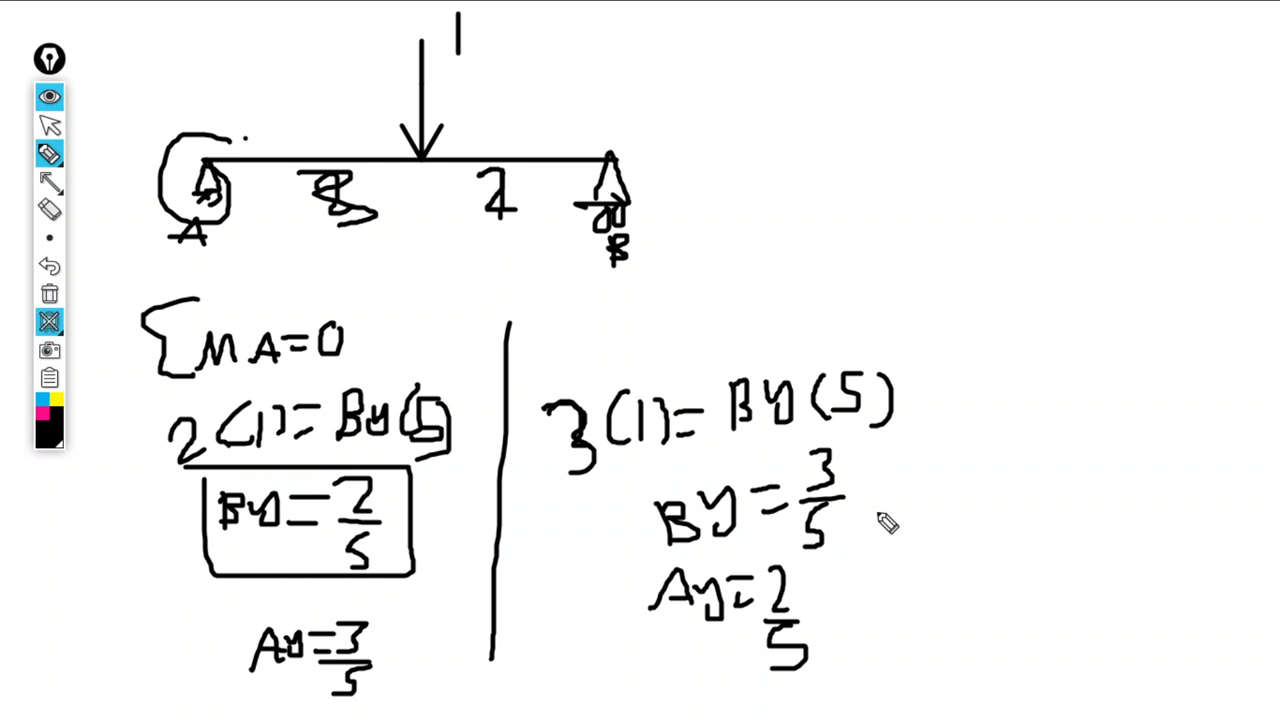 1
3 2
A
B
ΣMA=0
2(1)=By(5)
By=2/5
Ay=3/5
3(1)=By(5)
By=3/5
Ay=2/5